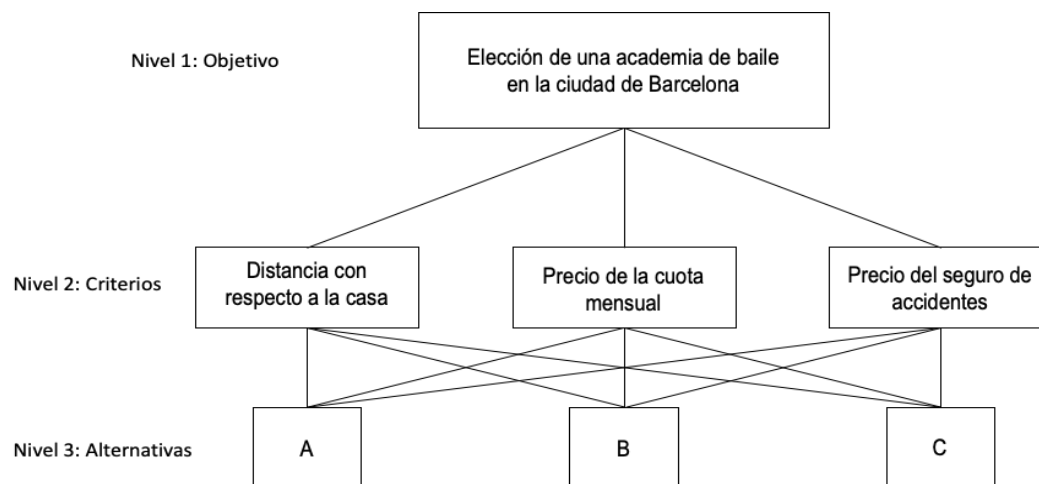 Nivel 1: Objetivo
Elección de una academia de baile
en la ciudad de Barcelona
Nivel 2: Criterios
Distancia con
respecto a la casa
Precio de la cuota
mensual
Precio del seguro de
accidentes
Nivel 3: Alternativas
A
B
C